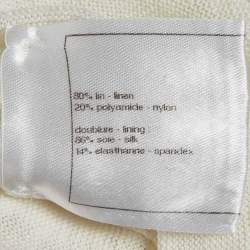 80% lin - linen
20% polyamide - nylon
doublure - lining :
86% soie - silk
14% elasthanne - spandex